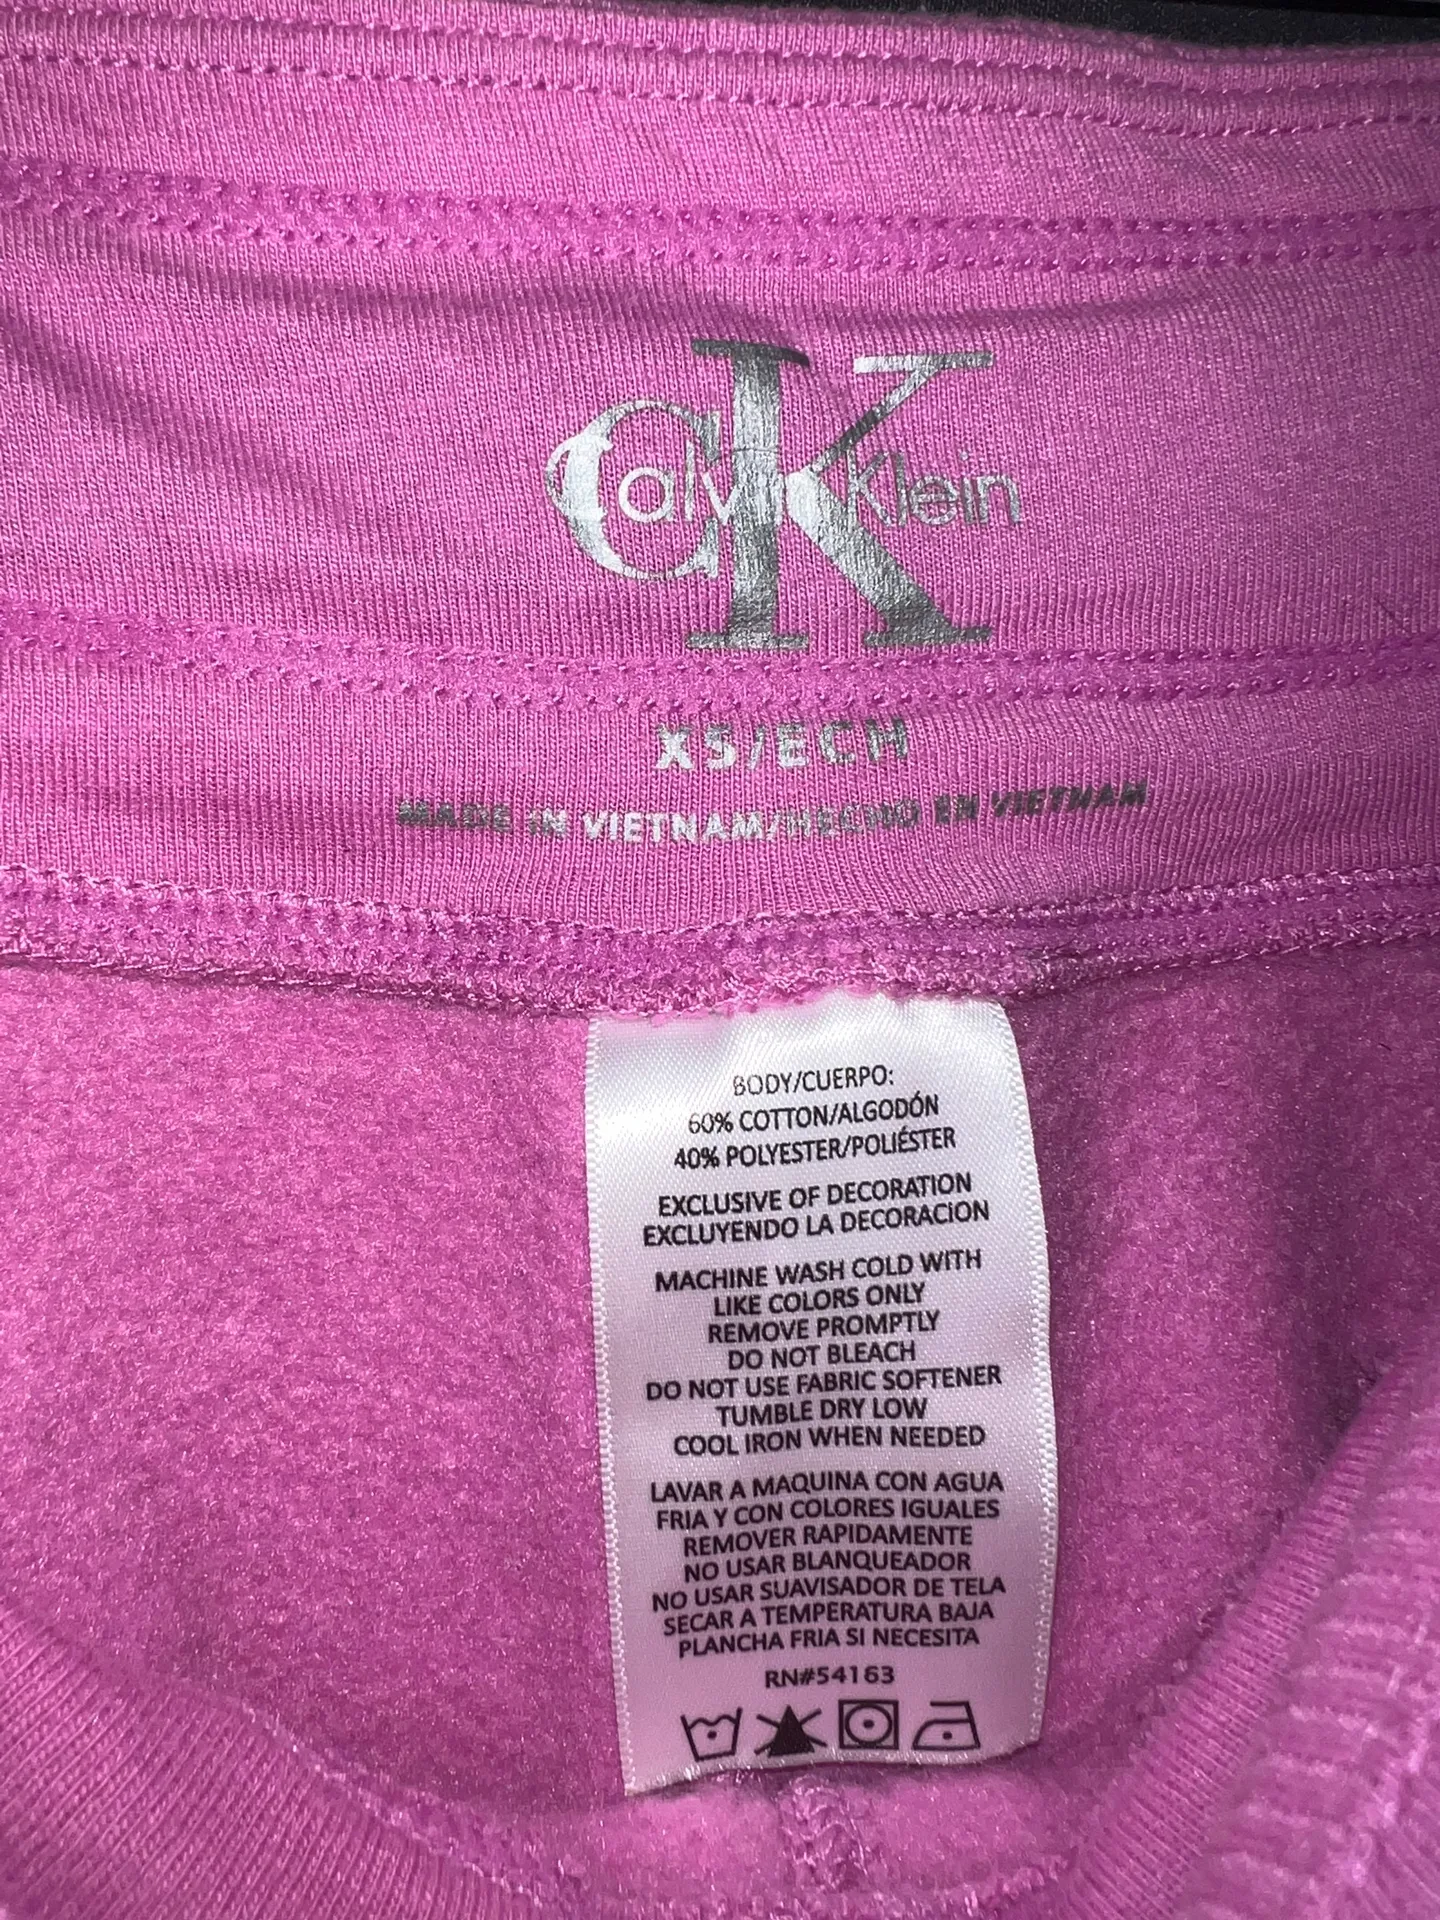 CK
Calvin Klein
XS/ECH
MADE IN VIETNAM/HECHO EN VIETNAM
BODY/CUERPO:
60% COTTON/ALGODÓN
40% POLYESTER/POLIÉSTER
EXCLUSIVE OF DECORATION
EXCLUYENDO LA DECORACION
MACHINE WASH COLD WITH
LIKE COLORS ONLY
REMOVE PROMPTLY
DO NOT BLEACH
DO NOT USE FABRIC SOFTENER
TUMBLE DRY LOW
COOL IRON WHEN NEEDED
LAVAR A MAQUINA CON AGUA
FRIA Y CON COLORES IGUALES
REMOVER RAPIDAMENTE
NO USAR BLANQUEADOR
NO USAR SUAVISADOR DE TELA
SECAR A TEMPERATURA BAJA
PLANCHA FRIA SI NECESITA
RN#54163